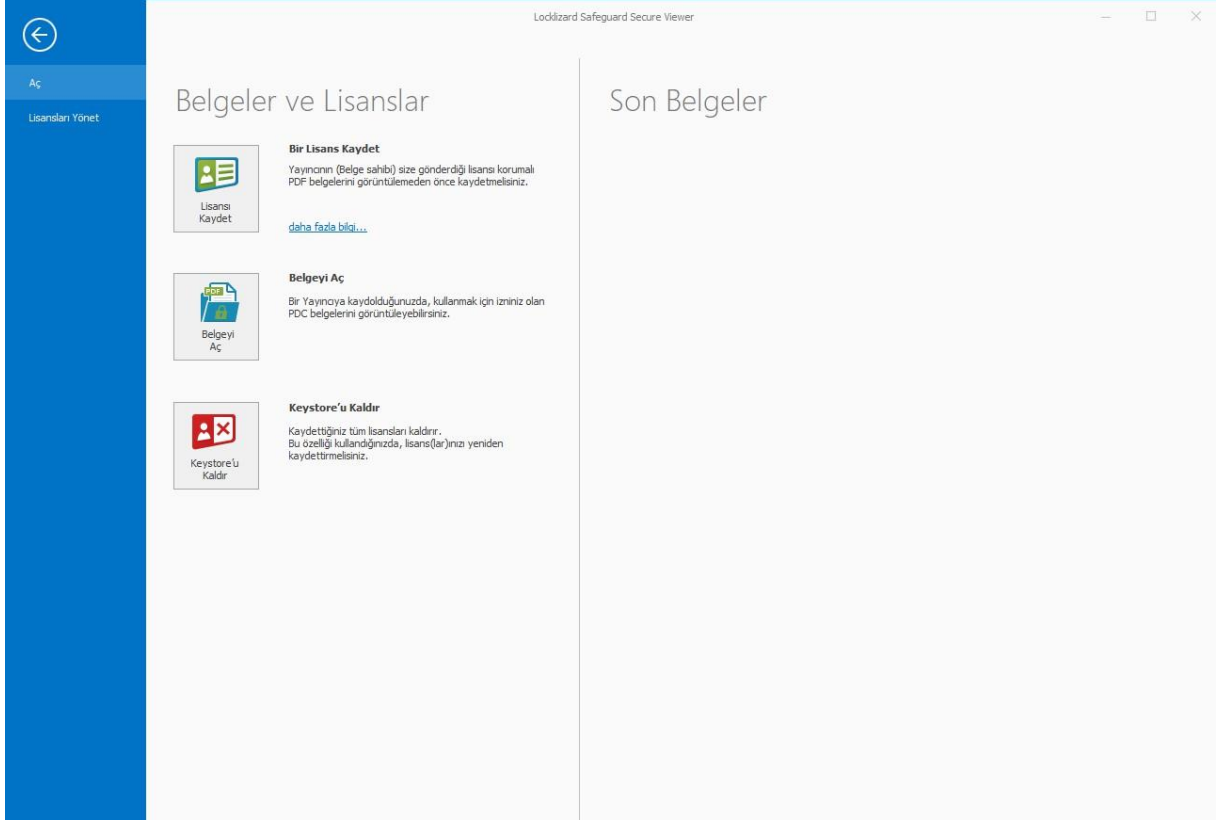 Locklizard Safeguard Secure Viewer
Aç
Lisansları Yönet
Belgeler ve Lisanslar
Lisansı
Kaydet
Bir Lisans Kaydet
Yayıncının (Belge sahibi) size gönderdiği lisansı korumalı
PDF belgelerini görüntülemeden önce kaydetmelisiniz.
daha fazla bilgi...
PDF
Belgeyi
Aç
Belgeyi Aç
Bir Yayıncıya kaydolduğunuzda, kullanmak için izniniz olan
PDC belgelerini görüntüleyebilirsiniz.
Keystore'u
Kaldır
Keystore’u Kaldır
Kaydettiğiniz tüm lisansları kaldırır.
Bu özelliği kullandığınızda, lisans(lar)ınızı yeniden
kaydettirmelisiniz.
Son Belgeler